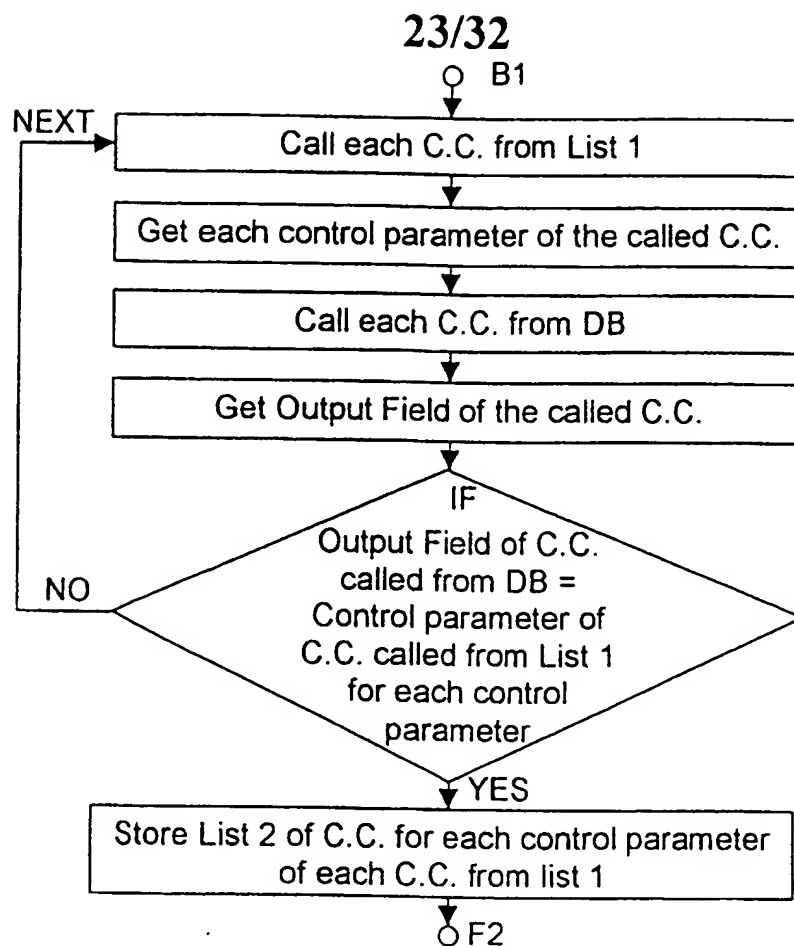 23/32
B1
NEXT
Call each C.C. from List 1
Get each control parameter of the called C.C.
Call each C.C. from DB
Get Output Field of the called C.C.
IF
Output Field of C.C.
called from DB =
Control parameter of
C.C. called from List 1
for each control
parameter
NO
YES
Store List 2 of C.C. for each control parameter
of each C.C. from list 1
F2